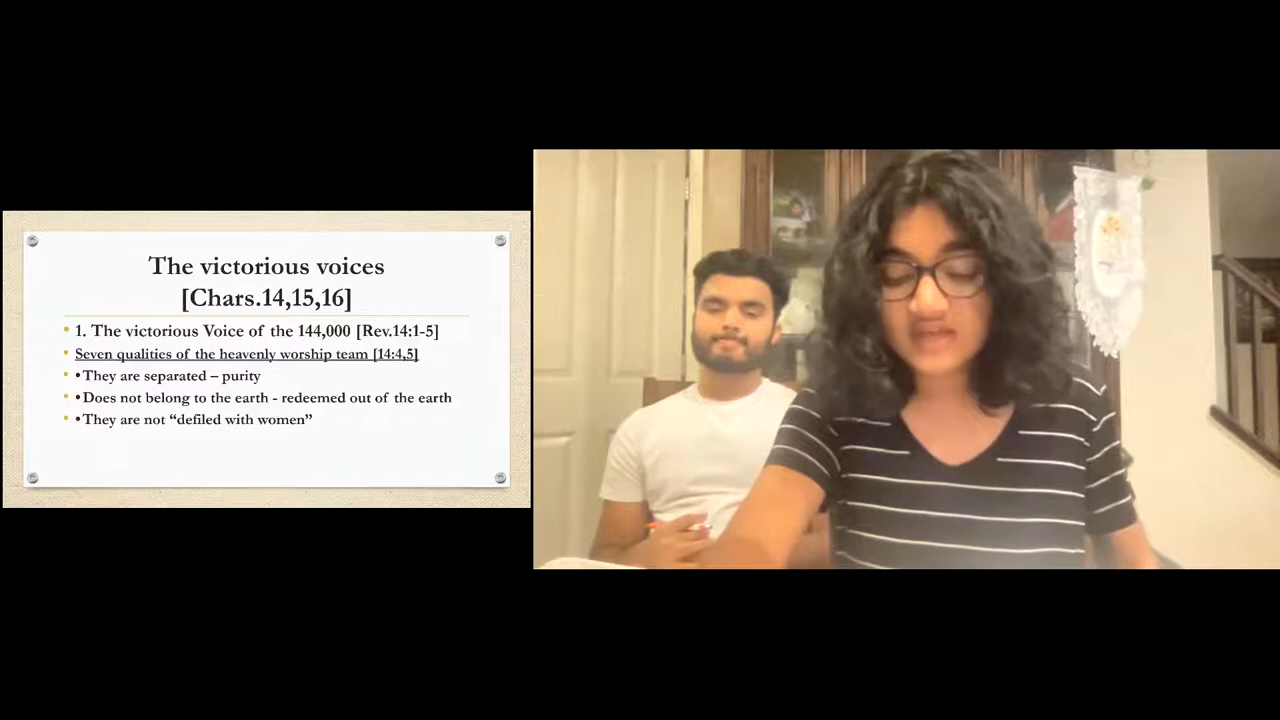 The victorious voices
[Chars.14,15,16]
• 1. The victorious Voice of the 144,000 [Rev.14:1-5]
• Seven qualities of the heavenly worship team [14:4,5]
• • They are separated – purity
• • Does not belong to the earth - redeemed out of the earth
• • They are not “defiled with women”